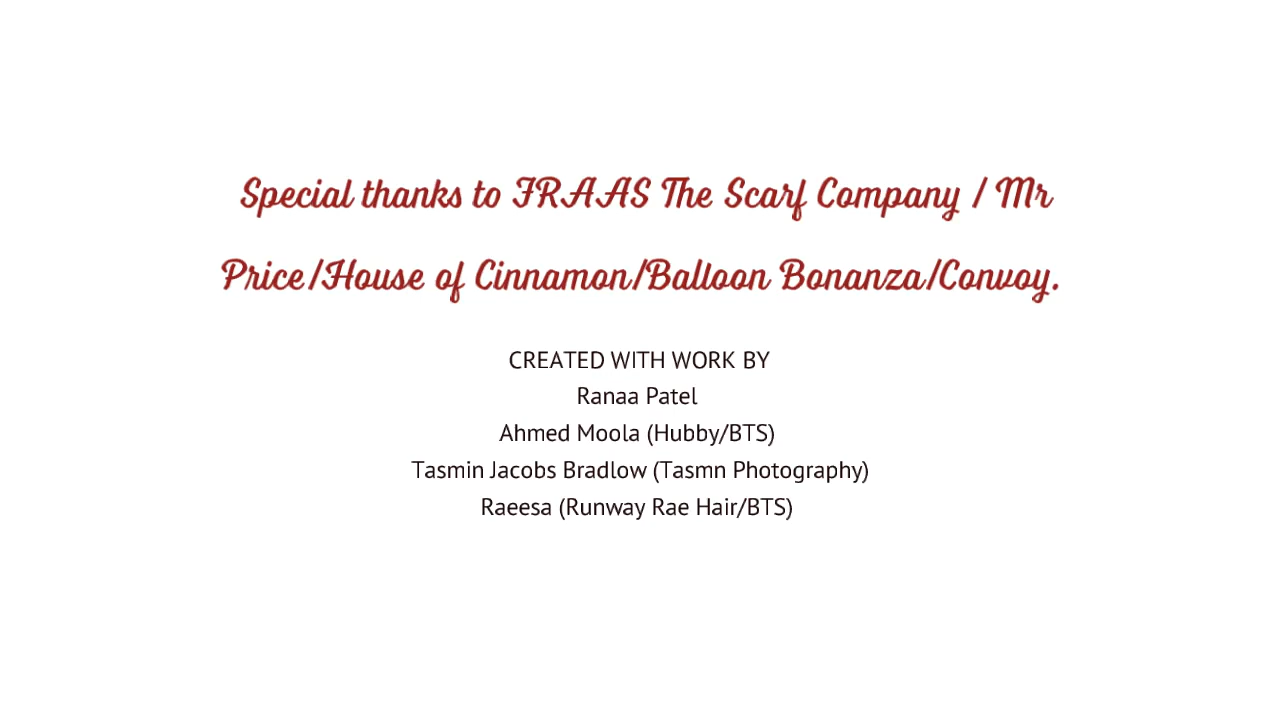 Special thanks to FRAAS The Scarf Company / Mr
Price/House of Cinnamon/Balloon Bonanza/Convoy.
CREATED WITH WORK BY
Ranaa Patel
Ahmed Moola (Hubby/BTS)
Tasmin Jacobs Bradlow (Tasmn Photography)
Raeesa (Runway Rae Hair/BTS)